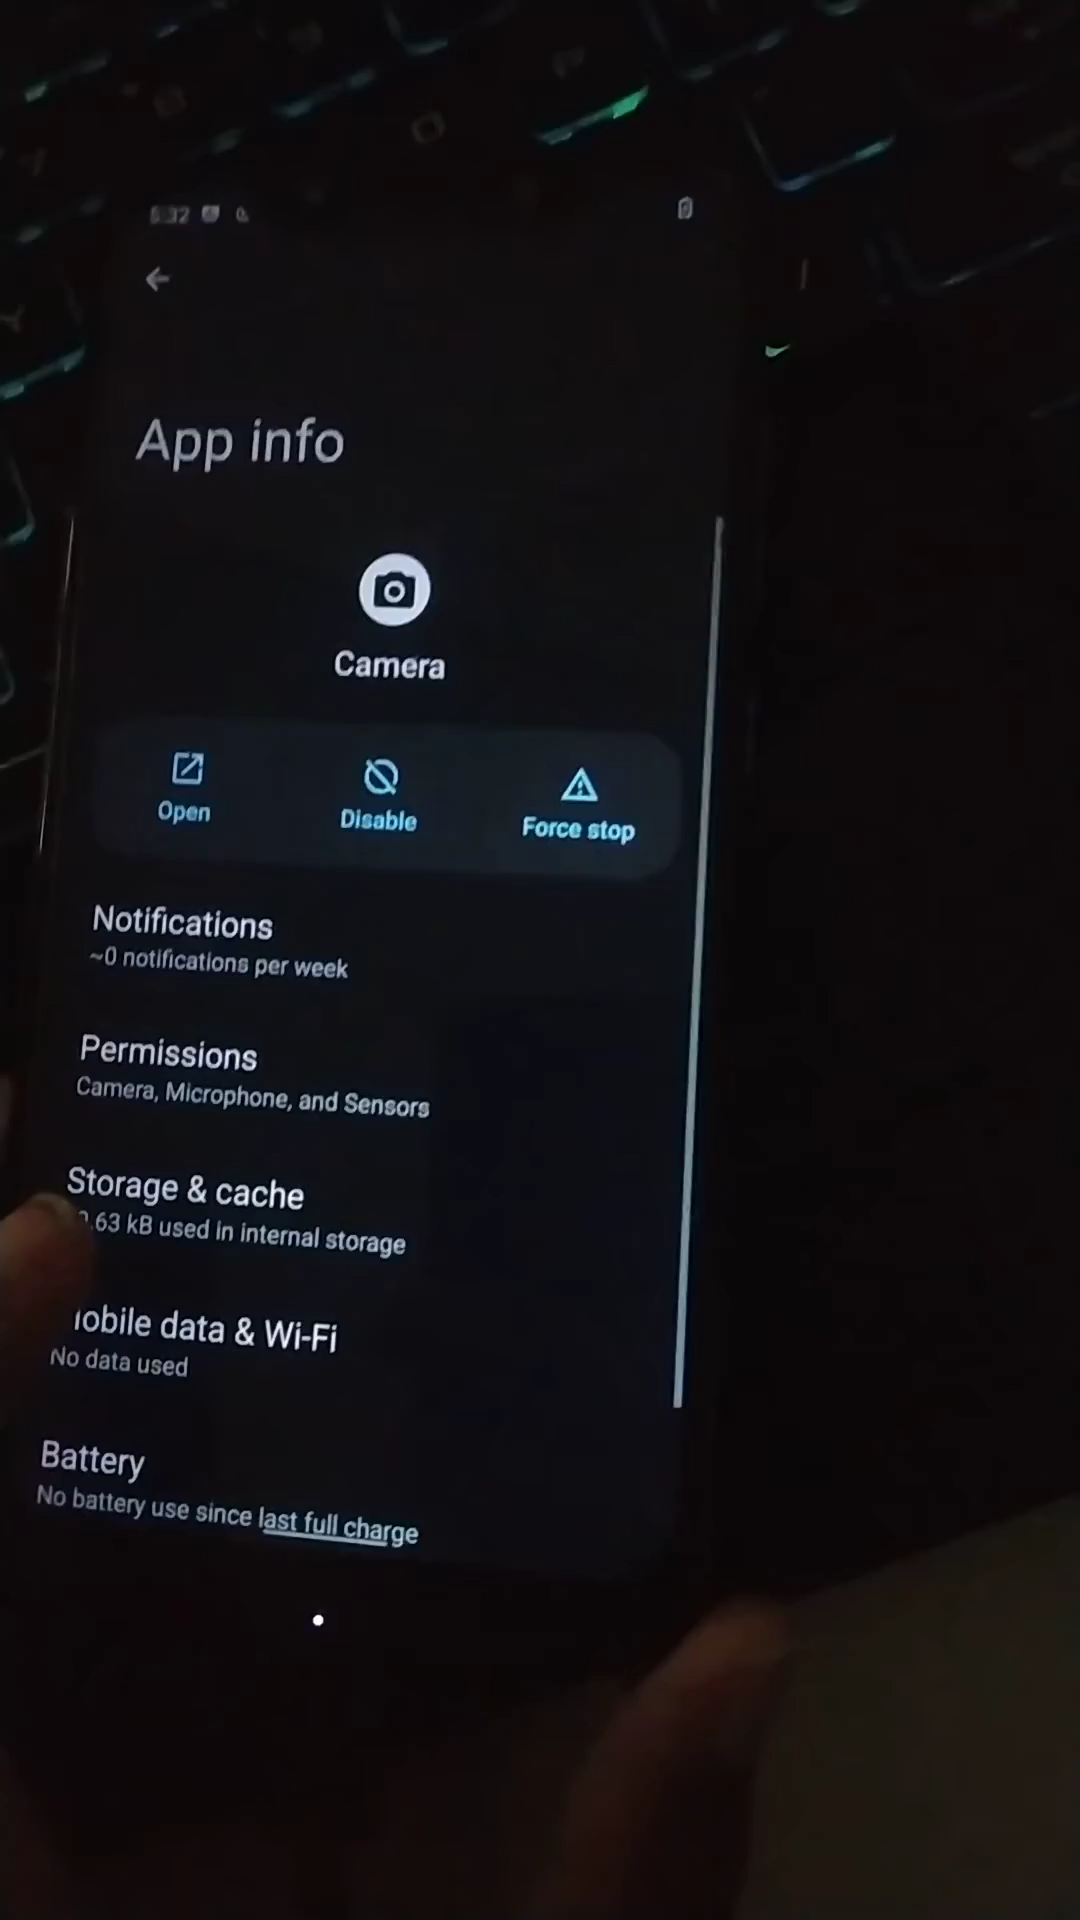 5:32
App info
Camera
Open
Disable
Force stop
Notifications
~0 notifications per week
Permissions
Camera, Microphone, and Sensors
Storage & cache
.63 kB used in internal storage
obile data & Wi-Fi
No data used
Battery
No battery use since last full charge